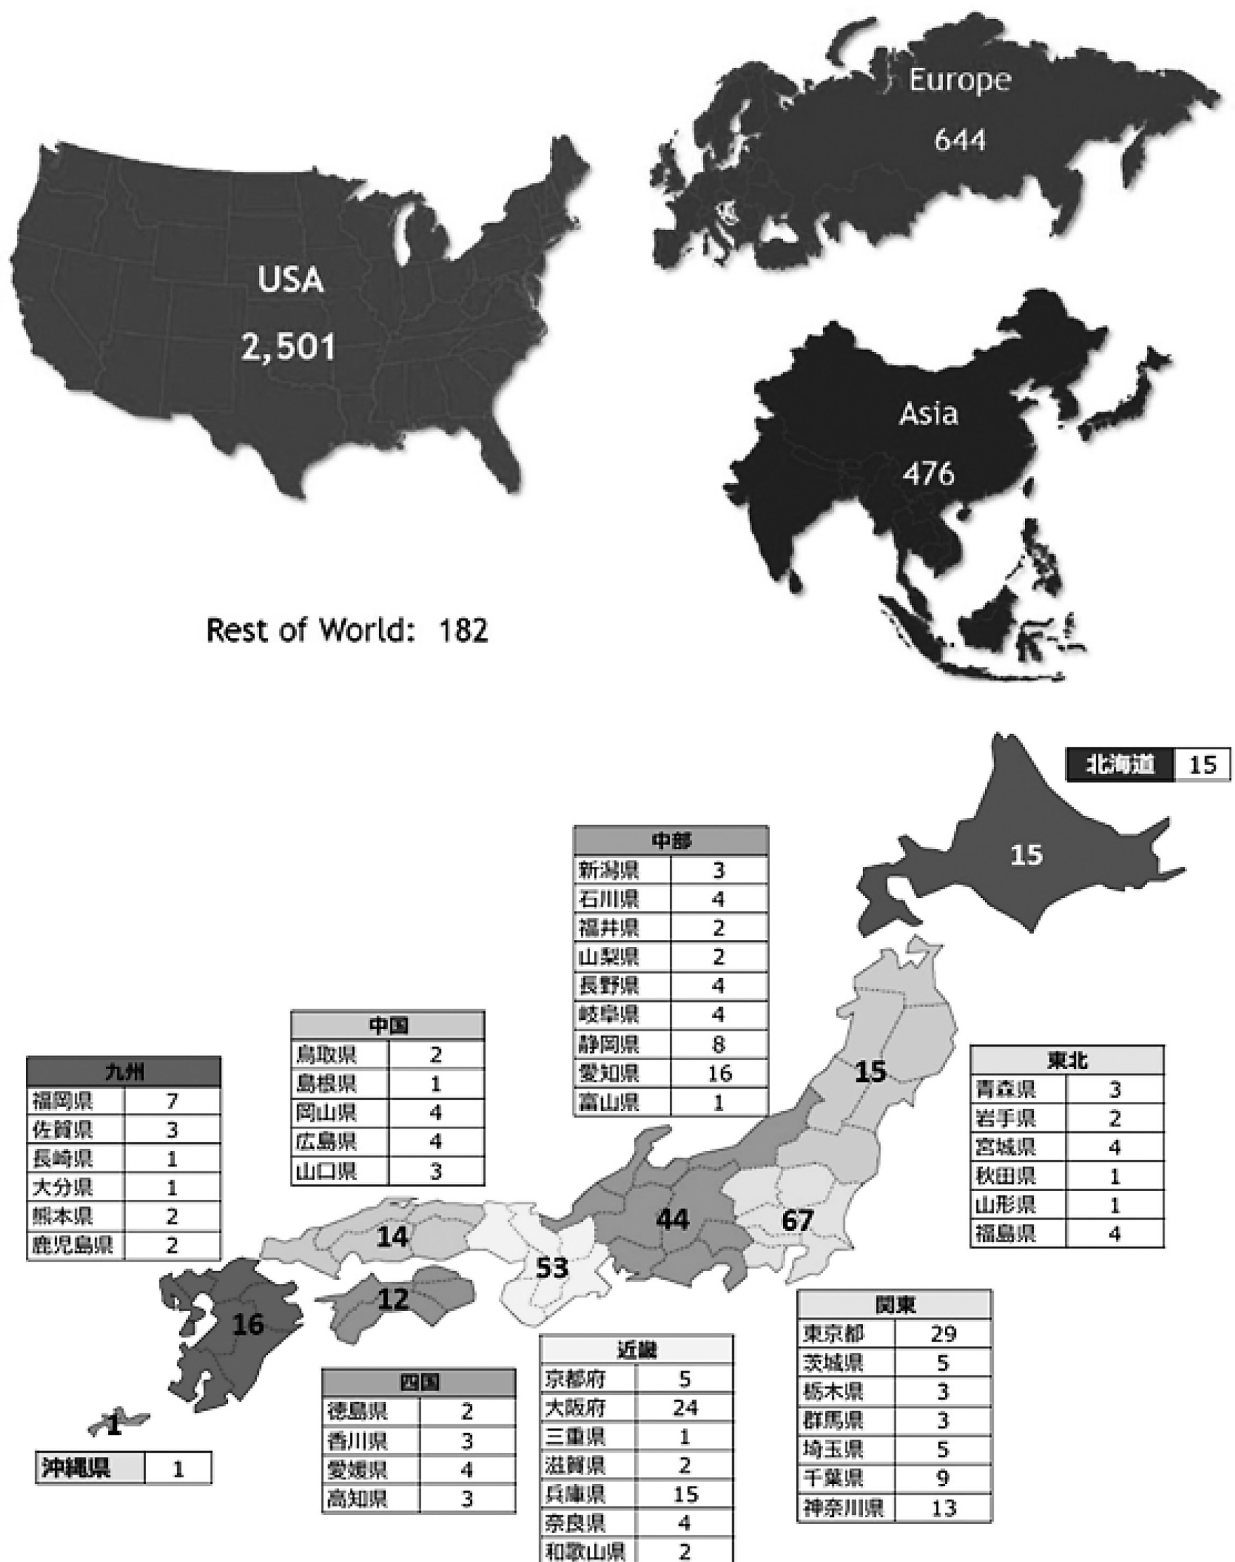 Europe
644
USA
2,501
Asia
476
Rest of World: 182
北海道 15
15
中部
新潟県 3
石川県 4
福井県 2
山梨県 2
長野県 4
岐阜県 4
静岡県 8
愛知県 16
富山県 1
中国
鳥取県 2
島根県 1
岡山県 4
広島県 4
山口県 3
九州
福岡県 7
佐賀県 3
長崎県 1
大分県 1
熊本県 2
鹿児島県 2
15
東北
青森県 3
岩手県 2
宮城県 4
秋田県 1
山形県 1
福島県 4
44
67
14
53
12
16
関東
東京都 29
茨城県 5
栃木県 3
群馬県 3
埼玉県 5
千葉県 9
神奈川県 13
近畿
京都府 5
大阪府 24
三重県 1
滋賀県 2
兵庫県 15
奈良県 4
和歌山県 2
四国
徳島県 2
香川県 3
愛媛県 4
高知県 3
1
沖縄県 1